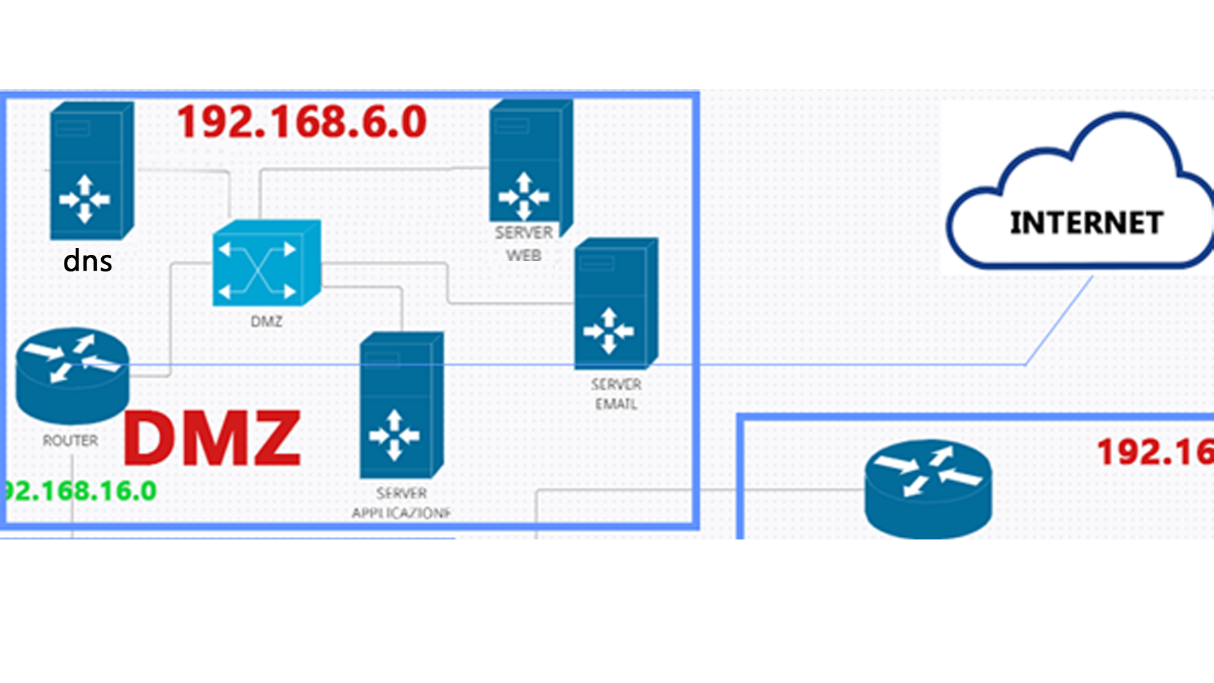 192.168.6.0
dns
SERVER
WEB
INTERNET
DMZ
SERVER
EMAIL
ROUTER
DMZ
92.168.16.0
SERVER
APPLICAZIONE
192.16